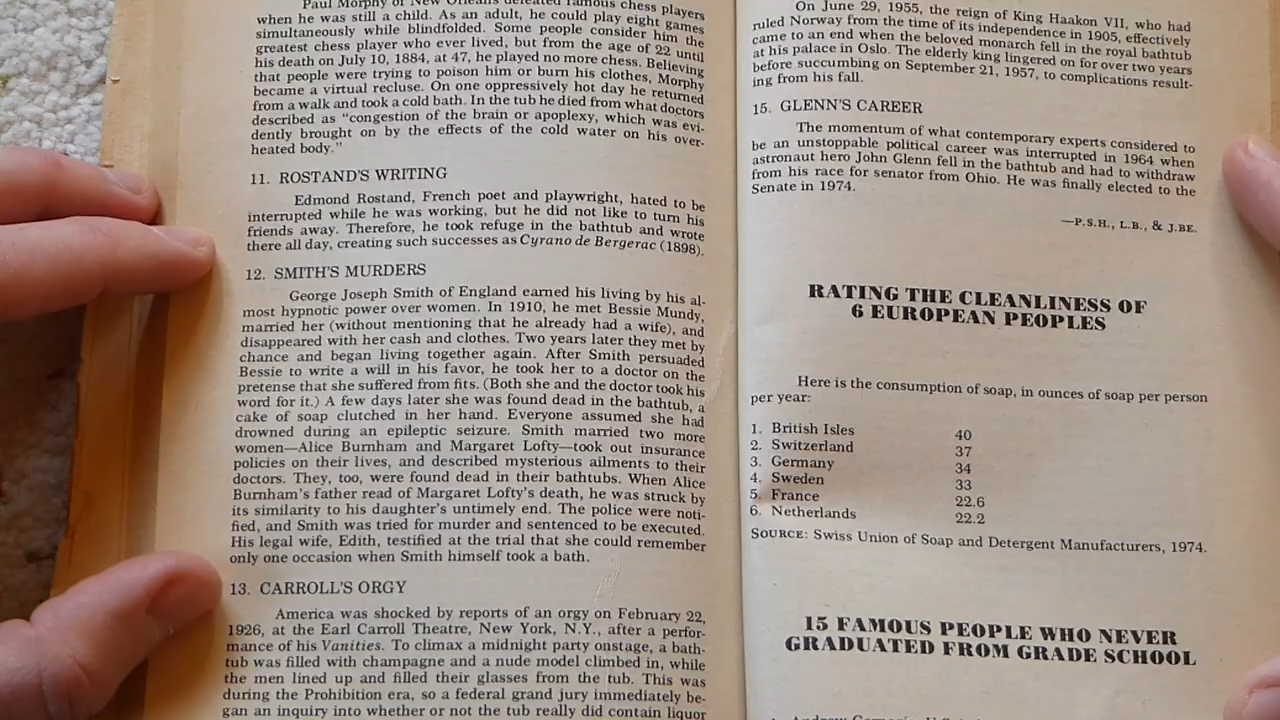 Paul Morphy of New Orleans defeated famous chess players
when he was still a child. As an adult, he could play eight games
simultaneously while blindfolded. Some people consider him the
greatest chess player who ever lived, but from the age of 22 until
his death on July 10, 1884, at 47, he played no more chess. Believing
that people were trying to poison him or burn his clothes, Morphy
became a virtual recluse. On one oppressively hot day he returned
from a walk and took a cold bath. In the tub he died from what doctors
described as “congestion of the brain or apoplexy, which was evi-
dently brought on by the effects of the cold water on his over-
heated body.”
11. ROSTAND'S WRITING
Edmond Rostand, French poet and playwright, hated to be
interrupted while he was working, but he did not like to turn his
friends away. Therefore, he took refuge in the bathtub and wrote
there all day, creating such successes as Cyrano de Bergerac (1898).
12. SMITH'S MURDERS
George Joseph Smith of England earned his living by his al-
most hypnotic power over women. In 1910, he met Bessie Mundy,
married her (without mentioning that he already had a wife), and
disappeared with her cash and clothes. Two years later they met by
chance and began living together again. After Smith persuaded
Bessie to write a will in his favor, he took her to a doctor on the
pretense that she suffered from fits. (Both she and the doctor took his
word for it.) A few days later she was found dead in the bathtub, a
cake of soap clutched in her hand. Everyone assumed she had
drowned during an epileptic seizure. Smith married two more
women—Alice Burnham and Margaret Lofty—took out insurance
policies on their lives, and described mysterious ailments to their
doctors. They, too, were found dead in their bathtubs. When Alice
Burnham's father read of Margaret Lofty's death, he was struck by
its similarity to his daughter's untimely end. The police were noti-
fied, and Smith was tried for murder and sentenced to be executed.
His legal wife, Edith, testified at the trial that she could remember
only one occasion when Smith himself took a bath.
13. CARROLL'S ORGY
America was shocked by reports of an orgy on February 22,
1926, at the Earl Carroll Theatre, New York, N.Y., after a perfor-
mance of his Vanities. To climax a midnight party onstage, a bath-
tub was filled with champagne and a nude model climbed in, while
the men lined up and filled their glasses from the tub. This was
during the Prohibition era, so a federal grand jury immediately be-
gan an inquiry into whether or not the tub really did contain liquor
On June 29, 1955, the reign of King Haakon VII, who had
ruled Norway from the time of its independence in 1905, effectively
came to an end when the beloved monarch fell in the royal bathtub
at his palace in Oslo. The elderly king lingered on for over two years
before succumbing on September 21, 1957, to complications result-
ing from his fall.
15. GLENN'S CAREER
The momentum of what contemporary experts considered to
be an unstoppable political career was interrupted in 1964 when
astronaut hero John Glenn fell in the bathtub and had to withdraw
from his race for senator from Ohio. He was finally elected to the
Senate in 1974.
—P.S.H., L.B., & J.BE.
RATING THE CLEANLINESS OF
6 EUROPEAN PEOPLES
Here is the consumption of soap, in ounces of soap per person
per year:
1. British Isles 40
2. Switzerland 37
3. Germany 34
4. Sweden 33
5. France 22.6
6. Netherlands 22.2
SOURCE: Swiss Union of Soap and Detergent Manufacturers, 1974.
15 FAMOUS PEOPLE WHO NEVER
GRADUATED FROM GRADE SCHOOL